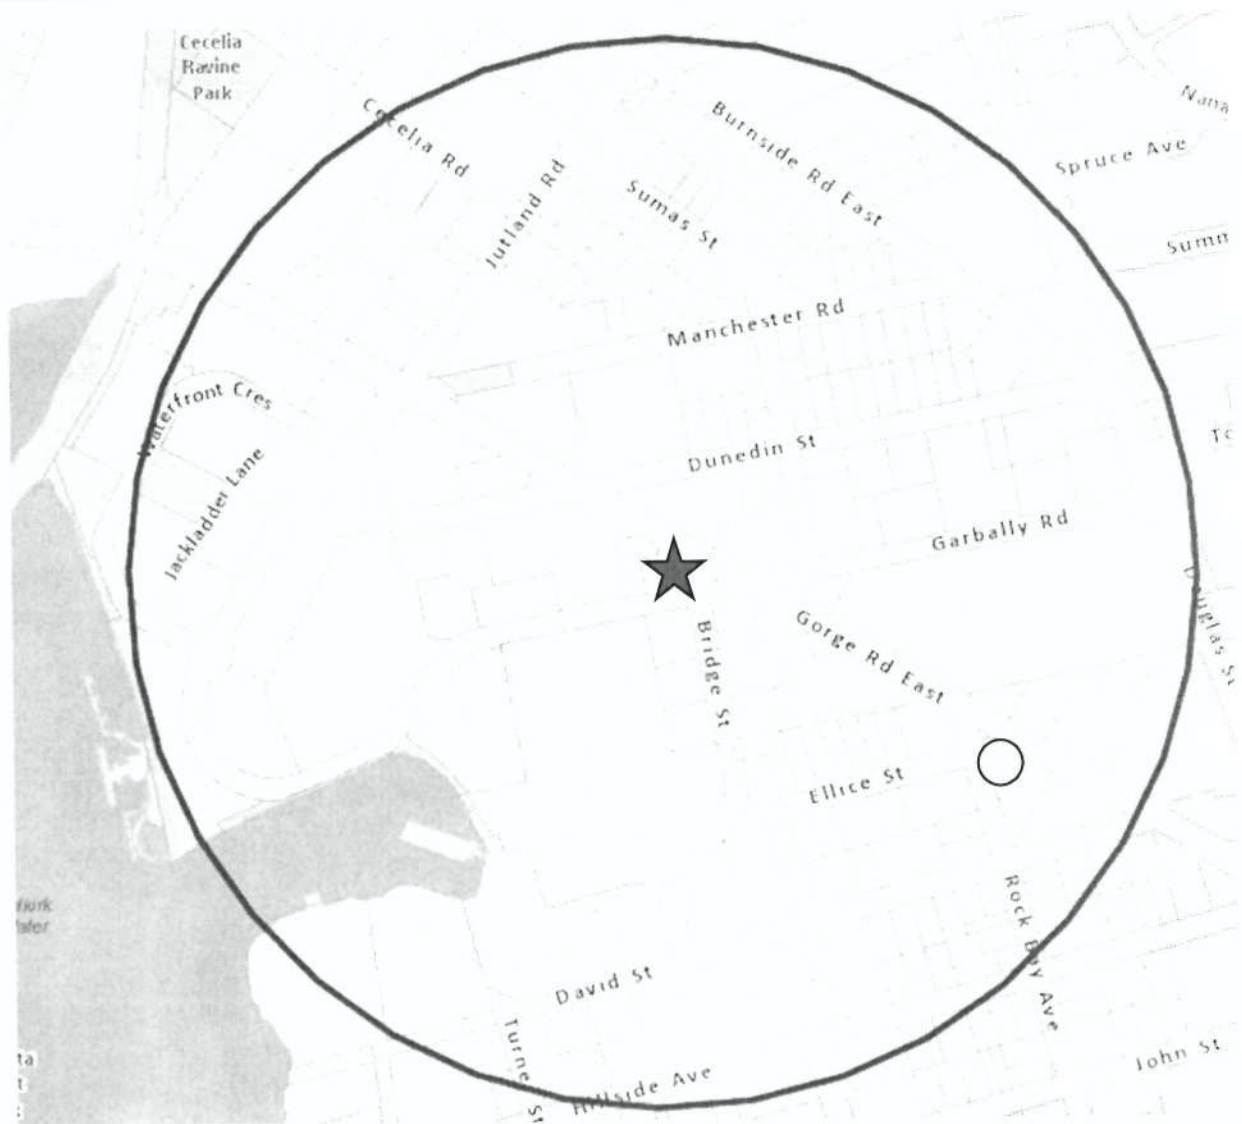 Cecelia
Ravine
Park
Cecelia Rd
Jutland Rd
Sumas St
Burnside Rd East
Nana
Spruce Ave
Summ
Manchester Rd
Waterfront Cres
Jackladder Lane
Dunedin St
Garbally Rd
Douglas St
Bridge St
Gorge Rd East
Ellice St
Rock Bay Ave
David St
Turne St
Hillside Ave
John St